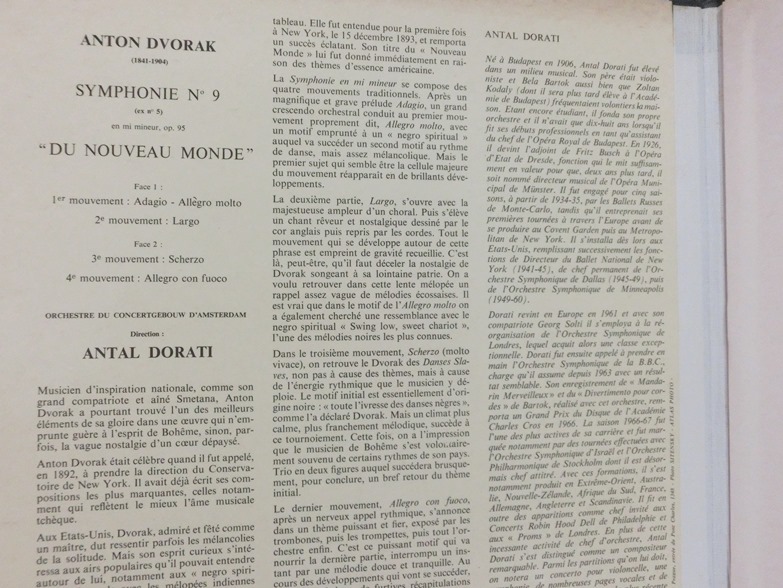 ANTON DVORAK
(1841-1904)
SYMPHONIE N° 9
(ex n° 5)
en mi mineur, op. 95
“DU NOUVEAU MONDE”
Face 1 :
1er mouvement : Adagio - Allègro molto
2e mouvement : Largo
Face 2 :
3e mouvement : Scherzo
4e mouvement : Allegro con fuoco
ORCHESTRE DU CONCERTGEBOUW D'AMSTERDAM
Direction :
ANTAL DORATI
Musicien d'inspiration nationale, comme son
grand compatriote et aîné Smetana, Anton
Dvorak a pourtant trouvé l'un des meilleurs
éléments de sa gloire dans une œuvre qui n'em-
prunte guère à l'esprit de Bohême, sinon, par-
fois, la vague nostalgie d'un cœur dépaysé.
Anton Dvorak était célèbre quand il fut appelé,
en 1892, à prendre la direction du Conserva-
toire de New York. Il avait déjà écrit ses com-
positions les plus marquantes, celles notam-
ment qui reflètent le mieux l'âme musicale
tchèque.
Aux Etats-Unis, Dvorak, admiré et fêté comme
un maître, dut ressentir parfois les mélancolies
de la solitude. Mais son esprit curieux s'inté-
ressa aux airs populaires qu'il pouvait entendre
autour de lui, notamment aux « negro spiri-
les mélopées indiennes
tableau. Elle fut entendue pour la première fois
à New York, le 15 décembre 1893, et remporta
un succès éclatant. Son titre du « Nouveau
Monde » lui fut donné immédiatement en rai-
son des thèmes d'essence américaine.
La Symphonie en mi mineur se compose des
quatre mouvements traditionnels. Après un
magnifique et grave prélude Adagio, un grand
crescendo orchestral conduit au premier mou-
vement proprement dit, Allegro molto, avec
un motif emprunté à un « negro spiritual »
auquel va succéder un second motif au rythme
de danse, mais assez mélancolique. Mais le
premier sujet qui semble être la cellule majeure
du mouvement réapparaît en de brillants déve-
loppements.
La deuxième partie, Largo, s'ouvre avec la
majestueuse ampleur d'un choral. Puis s'élève
un chant rêveur et nostalgique dessiné par le
cor anglais puis repris par les cordes. Tout le
mouvement qui se développe autour de cette
phrase est empreint de gravité recueillie. C'est
là, peut-être, qu'il faut déceler la nostalgie de
Dvorak songeant à sa lointaine patrie. On a
voulu retrouver dans cette lente mélopée un
rappel assez vague de mélodies écossaises. Il
est vrai que dans le motif de l'Allegro molto on
a également cherché une ressemblance avec le
negro spiritual « Swing low, sweet chariot »,
l'une des mélodies noires les plus connues.
Dans le troisième mouvement, Scherzo (molto
vivace), on retrouve le Dvorak des Danses Sla-
ves, non pas à cause des thèmes, mais à cause
de l'énergie rythmique que le musicien y dé-
ploie. Le motif initial est l'essentiellement d'ori-
gine noire : « toute l'ivresse des danses nègres »,
comme l'a déclaré Dvorak. Mais un climat plus
calme, plus franchement mélodique, succède à
ce tournoiement. Cette fois, on a l'impression
que le musicien de Bohême s'est volontaire-
ment souvenu de certains rythmes de son pays.
Trio en deux figures auquel succédera brusque-
ment, pour conclure, un bref retour du thème
initial.
Le dernier mouvement, Allegro con fuoco,
après un nerveux appel rythmique, s'annonce
dans un thème puissant et fier, exposé par les
trombones, puis les trompettes, puis tout l'or-
chestre enfin. C'est ce puissant motif qui va
nourrir la dernière partie, interrompu un ins-
tant par une mélodie douce et tranquille. Au
cours des développements qui vont se succéder,
de furtives récapitulations
ANTAL DORATI
Né à Budapest en 1906, Antal Dorati fut élevé
dans un milieu musical. Son père était violo-
niste et Bela Bartok aussi bien que Zoltan
Kodaly (dont il sera plus tard élève à l'Acadé-
mie de Budapest) fréquentaient volontiers la mai-
son. Etant encore étudiant, il fonda son propre
orchestre et il n'avait que dix-huit ans lorsqu'il
fit ses débuts professionnels en tant qu'assistant
du chef de l'Opéra Royal de Budapest. En 1926,
il devint l'adjoint de Fritz Busch à l'Opéra
d'Etat de Dresde, fonction qui le mit suffisam-
ment en valeur pour que, deux ans plus tard, il
soit nommé directeur musical de l'Opéra Muni-
cipal de Münster. Il fut engagé pour cinq sai-
sons, à partir de 1934-35, par les Ballets Russes
de Monte-Carlo, tandis qu'il entreprenait ses
premières tournées à travers l'Europe avant de
se produire au Covent Garden puis au Metropo-
litan de New York. Il s'installa dès lors aux
Etats-Unis, remplissant successivement les fonc-
tions de Directeur du Ballet National de New
York (1941-45), de chef permanent de l'Or-
chestre Symphonique de Dallas (1945-49), puis
de l'Orchestre Symphonique de Minneapolis
(1949-60).
Dorati revint en Europe en 1961 et avec son
compatriote Georg Solti il s'employa à la ré-
organisation de l'Orchestre Symphonique de
Londres, lequel acquit alors une classe excep-
tionnelle. Dorati fut ensuite appelé à prendre en
main l'Orchestre Symphonique de la B.B.C.,
charge qu'il assume depuis 1963 avec un résul-
tat semblable. Son enregistrement de « Manda-
rin Merveilleux » et du « Divertimento pour cor-
des » de Bartok, réalisé avec cet orchestre, rem-
porta un Grand Prix du Disque de l'Académie
Charles Cros en 1966. La saison 1966-67 fut
l'une des plus actives de sa carrière et fut mar-
quée notamment par des tournées effectuées avec
l'Orchestre Symphonique d'Israël et l'Orchestre
Philharmonique de Stockholm dont il est désor-
mais chef attitré. Avec ces formations, il s'est
notamment produit en Extrême-Orient, Austra-
lie, Nouvelle-Zélande, Afrique du Sud, France,
Allemagne, Angleterre et Scandinavie. Il fit en
outre des apparitions comme chef invité aux
Concerts Robin Hood Dell de Philadelphie et
aux « Proms » de Londres. En plus de cette
incessante activité de chef d'orchestre, Antal
Dorati s'est distingué comme un compositeur
remarquable. Parmi les partitions qu'on lui doit,
on notera un concerto pour violoncelle, une
de nombreuses pages vocales et de
ATLAS PHOTO